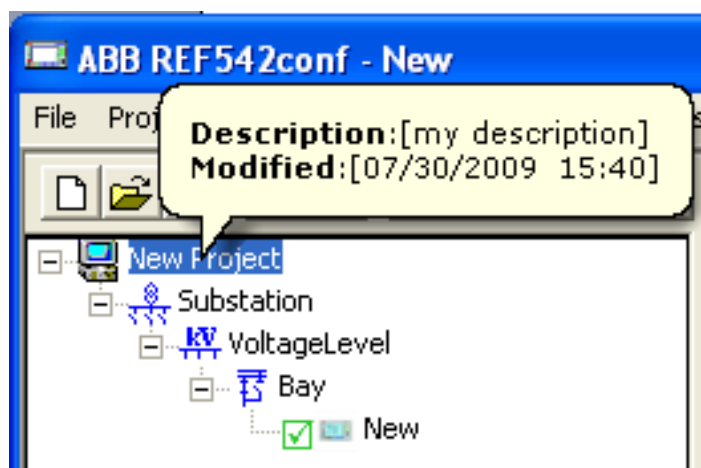 ABB REF542conf - New
File
Description:[my description]
Modified:[07/30/2009 15:40]
New Project
Substation
kV VoltageLevel
Bay
New